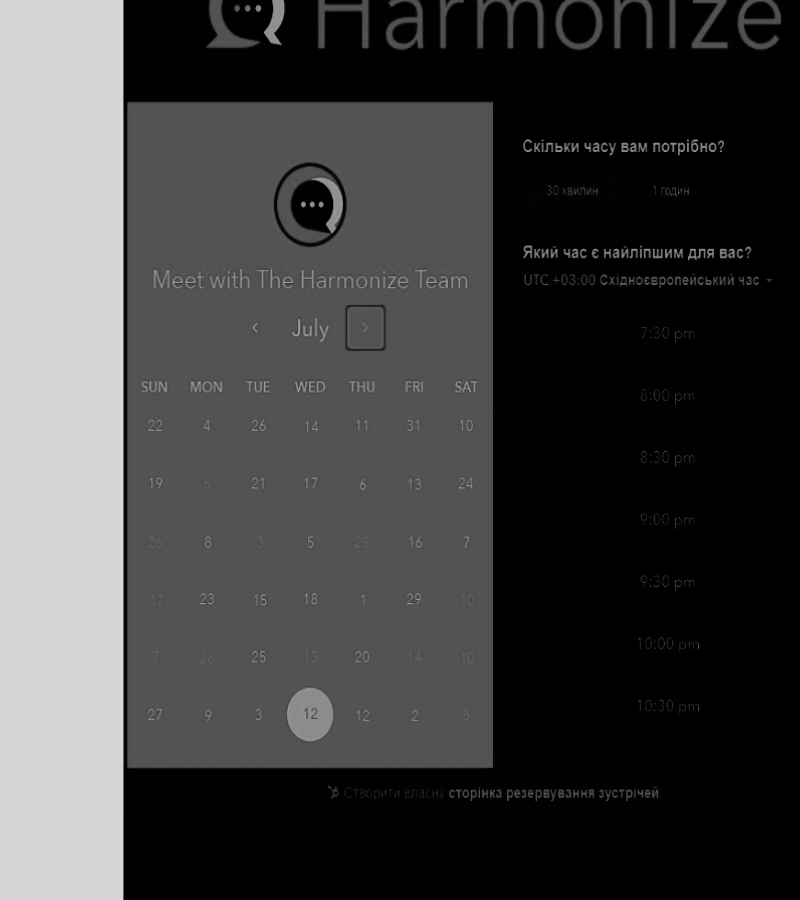 Harmonize
Meet with The Harmonize Team
July
SUN MON TUE WED THU FRI SAT
22 4 26 14 11 31 10
19 6 21 17 6 13 24
26 8 3 5 25 16 7
17 23 15 18 1 29 10
7 28 25 13 20 14 10
27 9 3 12 12 2 8
Скільки часу вам потрібно?
30 хвилин 1 годин
Який час є найліпшим для вас?
UTC +03:00 Східноєвропейський час
7:30 pm
8:00 pm
8:30 pm
9:00 pm
9:30 pm
10:00 pm
10:30 pm
Створити власну сторінка резервування зустрічей